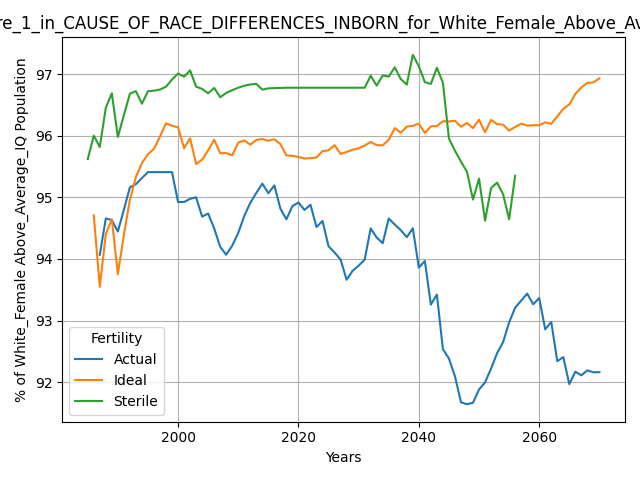 re_1_in_CAUSE_OF_RACE_DIFFERENCES_INBORN_for_White_Female_Above_Av
% of White_Female Above_Average_IQ Population
97
96
95
94
93
92
Fertility
Actual
Ideal
Sterile
2000
2020
2040
2060
Years